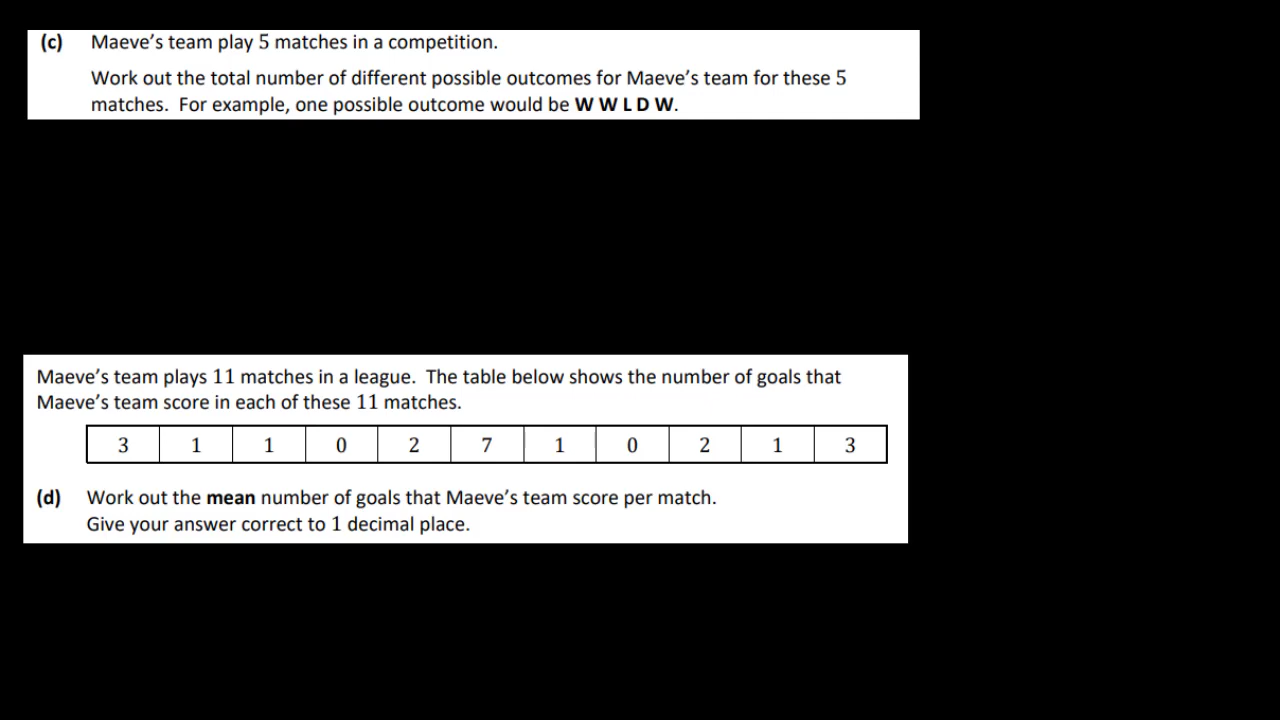 (c) Maeve's team play 5 matches in a competition.
Work out the total number of different possible outcomes for Maeve's team for these 5
matches. For example, one possible outcome would be W W L D W.
Maeve's team plays 11 matches in a league. The table below shows the number of goals that
Maeve's team score in each of these 11 matches.
3 1 1 0 2 7 1 0 2 1 3
(d) Work out the mean number of goals that Maeve's team score per match.
Give your answer correct to 1 decimal place.